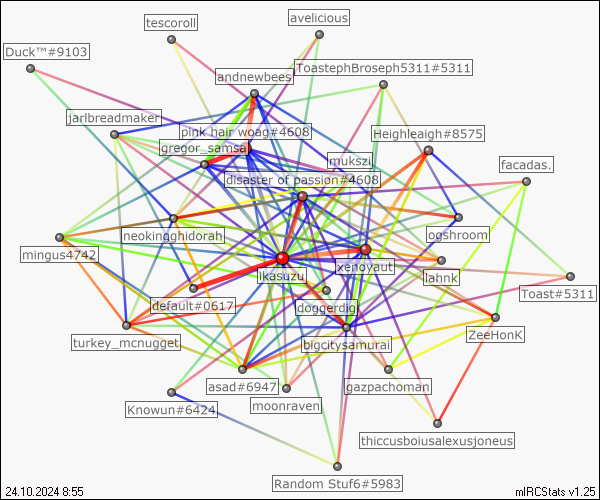 tescoroll
avelicious
Duck™#9103
andnewbees
ToastephBroseph5311#5311
jarlbreadmaker
pink hair woag#4608
Heighleaigh#8575
gregor_samsa
mukszi
facadas.
disaster of passion#4608
neokingghidorah
ogshroom
mingus4742
likasuzu
xenovaut
lahnk
default#0617
doggerdig
Toast#5311
turkey_mcnugget
bigcitysamurai
ZeeHonK
asad#6947
gazpachoman
Knowun#6424
moonraven
thiccusboiusalexusjoneus
Random Stuf6#5983
24.10.2024 8:55
mIRCStats v1.25